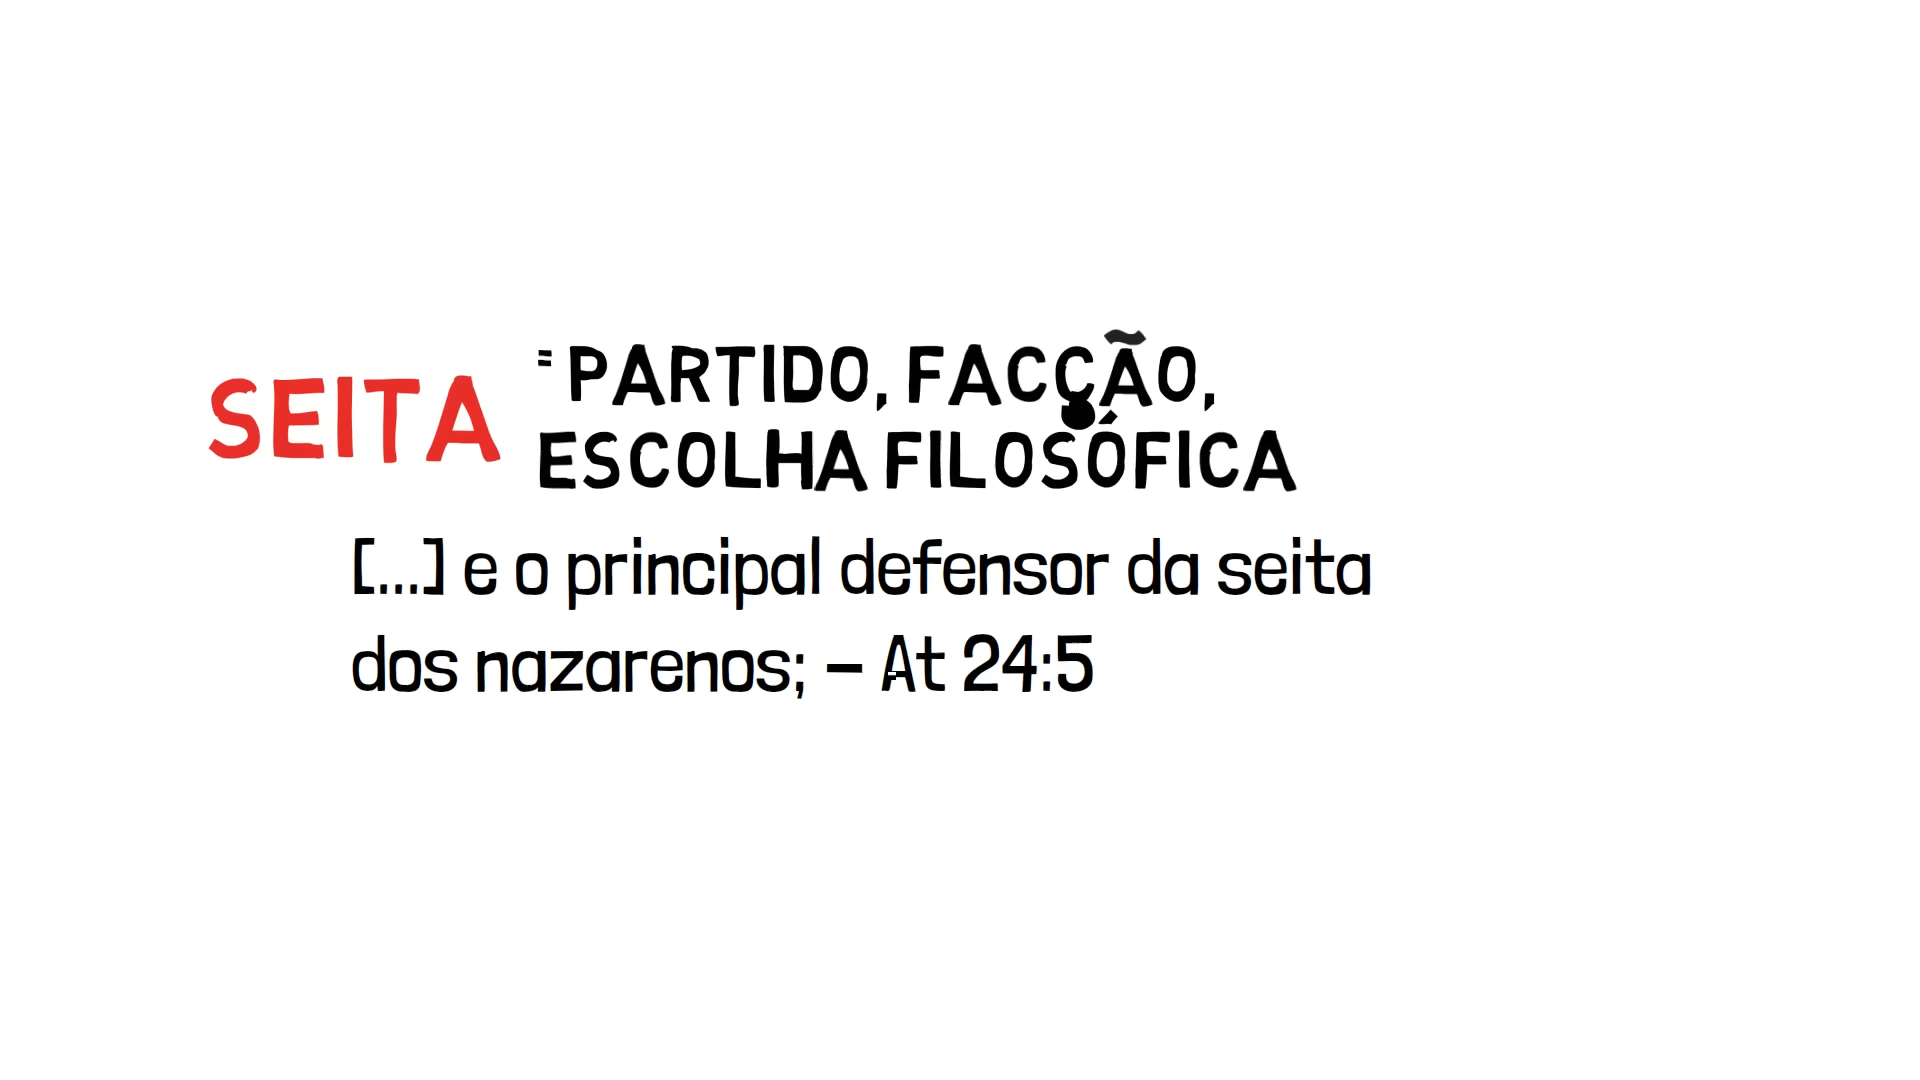 SEITA = PARTIDO, FACÇÃO,
ESCOLHA FILOSÓFICA
[...] e o principal defensor da seita
dos nazarenos; – At 24:5